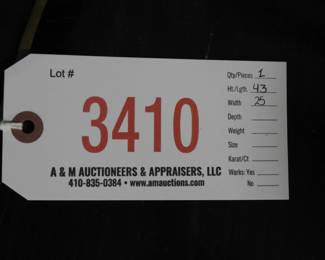 Lot #
3410
A & M AUCTIONEERS & APPRAISERS, LLC
410-835-0384 • www.amauctions.com
Qty/Pieces 1
Ht./Lgth 43
Width 25
Depth
Weight
Size
Karat/Ct
Works: Yes
No